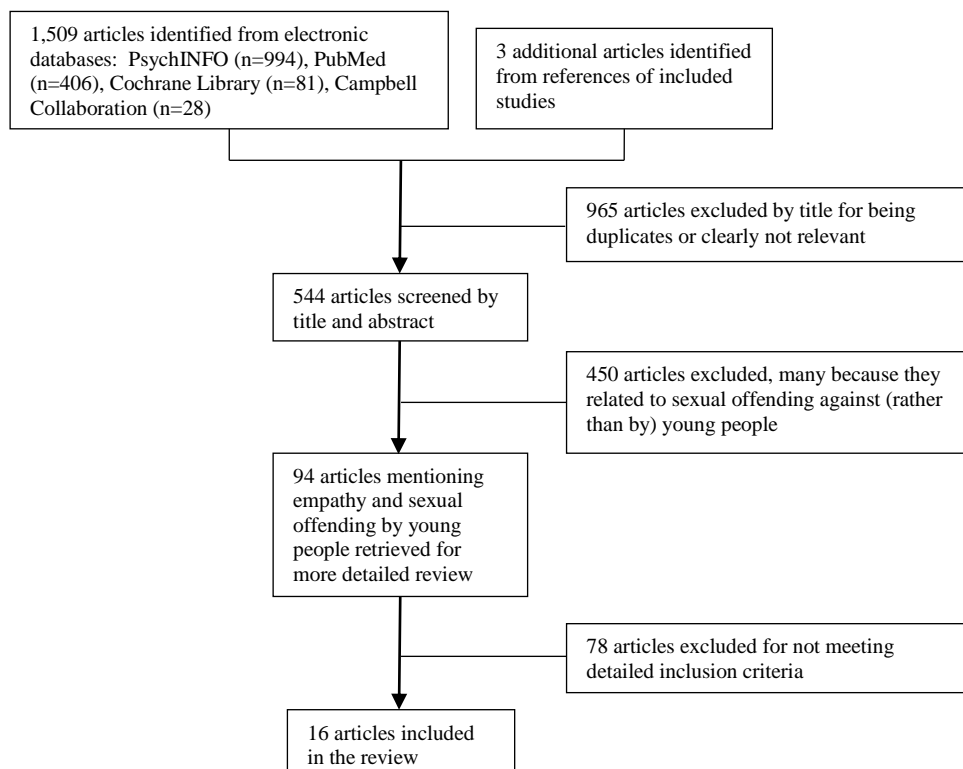 1,509 articles identified from electronic
databases:  PsychINFO (n=994), PubMed
(n=406), Cochrane Library (n=81), Campbell
Collaboration (n=28)
3 additional articles identified
from references of included
studies
965 articles excluded by title for being
duplicates or clearly not relevant
544 articles screened by
title and abstract
450 articles excluded, many because they
related to sexual offending against (rather
than by) young people
94 articles mentioning
empathy and sexual
offending by young
people retrieved for
more detailed review
78 articles excluded for not meeting
detailed inclusion criteria
16 articles included
in the review